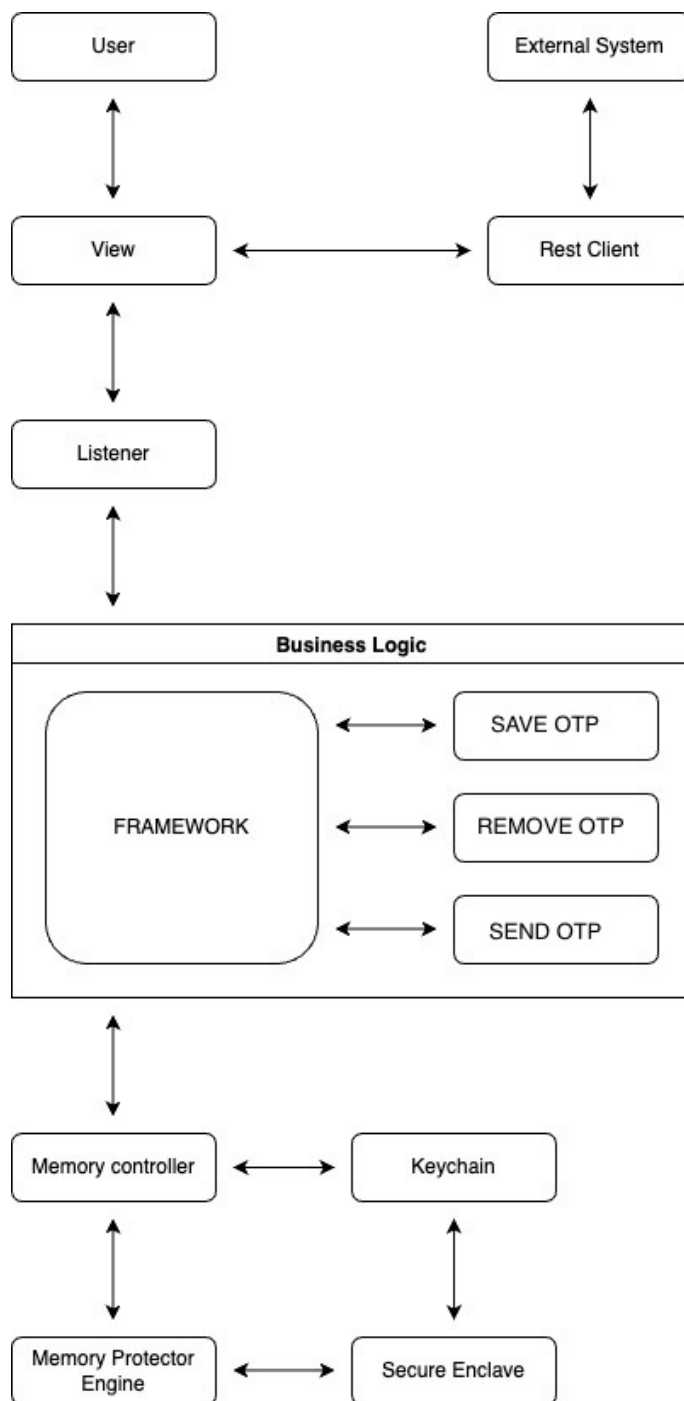 User
External System
View
Rest Client
Listener
Business Logic
FRAMEWORK
SAVE OTP
REMOVE OTP
SEND OTP
Memory controller
Keychain
Memory Protector
Engine
Secure Enclave